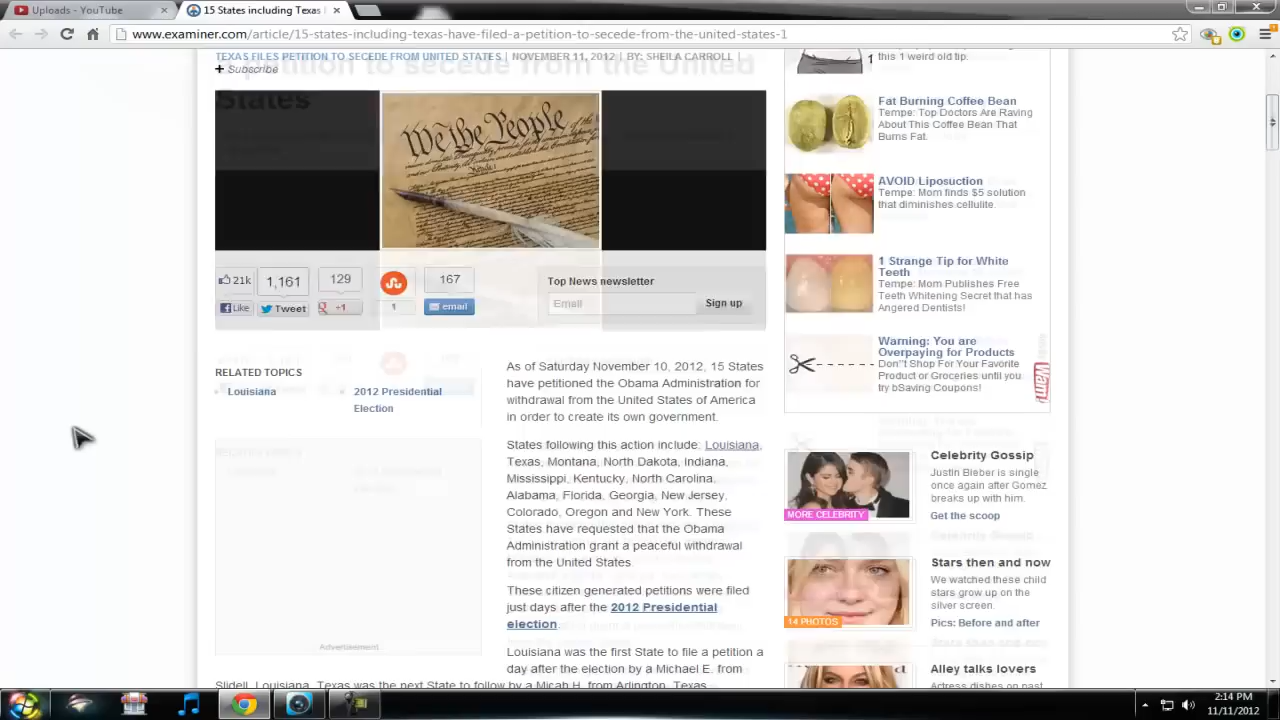 Uploads - YouTube
15 States including Texas
www.examiner.com/article/15-states-including-texas-have-filed-a-petition-to-secede-from-the-united-states-1
TEXAS FILES PETITION TO SECEDE FROM UNITED STATES | NOVEMBER 11, 2012 | BY: SHEILA CARROLL |
petition to secede from the United
States
+ Subscribe
We the People
21k
1,161
129
1
167
Like
Tweet
+1
email
Top News newsletter
Email
Sign up
RELATED TOPICS
Louisiana
2012 Presidential
Election
Advertisement
As of Saturday November 10, 2012, 15 States
have petitioned the Obama Administration for
withdrawal from the United States of America
in order to create its own government.
States following this action include: Louisiana,
Texas, Montana, North Dakota, Indiana,
Mississippi, Kentucky, North Carolina,
Alabama, Florida, Georgia, New Jersey,
Colorado, Oregon and New York. These
States have requested that the Obama
Administration grant a peaceful withdrawal
from the United States.
These citizen generated petitions were filed
just days after the 2012 Presidential
election.
Louisiana was the first State to file a petition a
day after the election by a Michael E. from
Slidell, Louisiana. Texas was the next State to follow by a Micah H. from Arlington, Texas.
1
this 1 weird old tip.
Fat Burning Coffee Bean
Tempe: Top Doctors Are Raving
About This Coffee Bean That
Burns Fat.
AVOID Liposuction
Tempe: Mom finds $5 solution
that diminishes cellulite.
1 Strange Tip for White
Teeth
Tempe: Mom Publishes Free
Teeth Whitening Secret that has
Angered Dentists!
Warning: You are
Overpaying for Products
Don"t Shop For Your Favorite
Product or Groceries until you
try bSaving Coupons!
Celebrity Gossip
Justin Bieber is single
once again after Gomez
breaks up with him.
Get the scoop
MORE CELEBRITY
Stars then and now
We watched these child
stars grow up on the
silver screen.
Pics: Before and after
14 PHOTOS
Alley talks lovers
Actress dishes on past
2:14 PM
11/11/2012